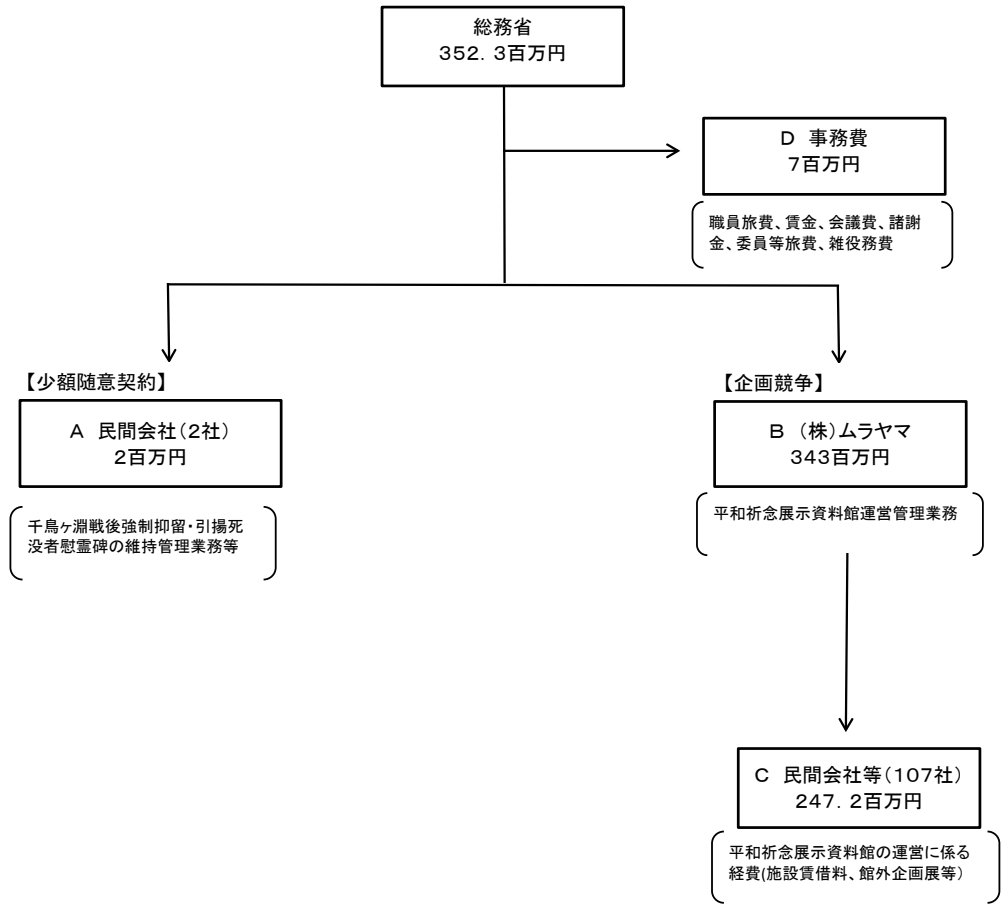 総務省
352．3百万円
D　事務費
7百万円
職員旅費、賃金、会議費、諸謝
金、委員等旅費、雑役務費
【少額随意契約】
A　民間会社（2社）
2百万円
千鳥ヶ淵戦後強制抑留・引揚死
没者慰霊碑の維持管理業務等
【企画競争】
B　（株）ムラヤマ
343百万円
平和祈念展示資料館運営管理業務
C　民間会社等（107社）
247．2百万円
平和祈念展示資料館の運営に係る
経費(施設賃借料、館外企画展等）